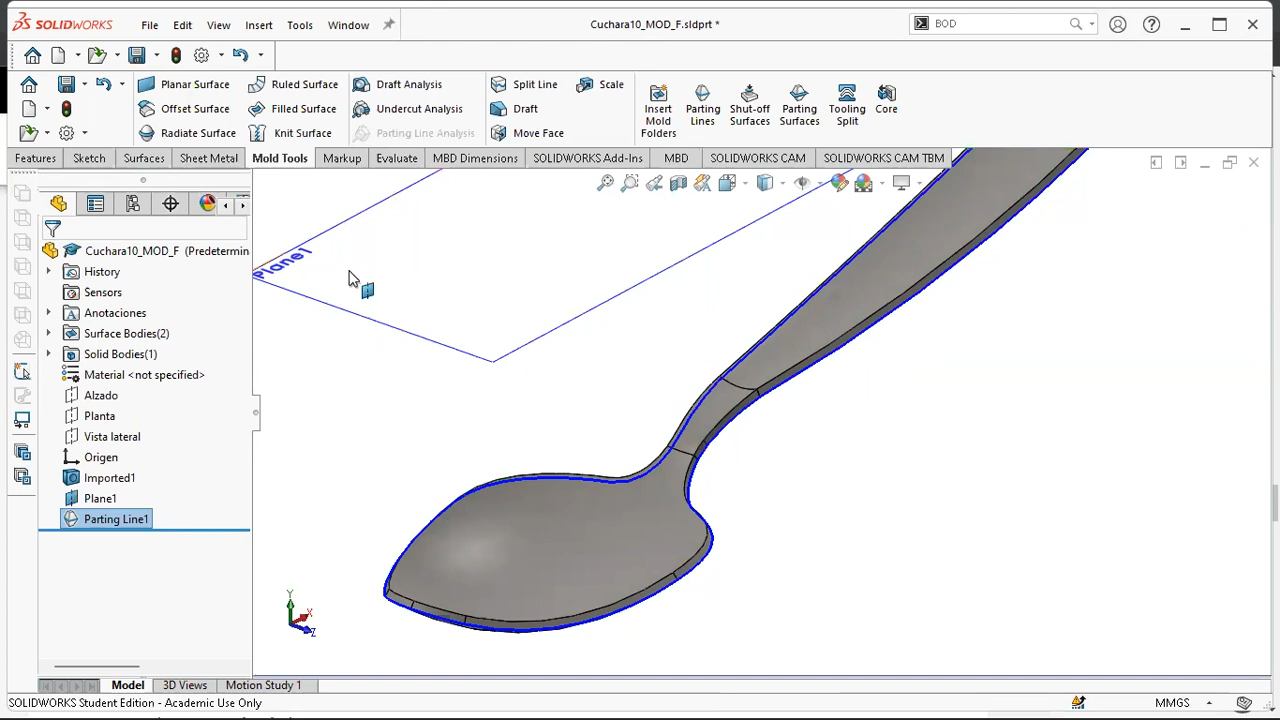 SOLIDWORKS File Edit View Insert Tools Window Cuchara10_MOD_F.sldprt * BOD
Planar Surface Ruled Surface Draft Analysis Split Line Scale
Offset Surface Filled Surface Undercut Analysis Draft
Radiate Surface Knit Surface Parting Line Analysis Move Face
Insert Mold Folders
Parting Lines
Shut-off Surfaces
Parting Surfaces
Tooling Split
Core
Features Sketch Surfaces Sheet Metal Mold Tools Markup Evaluate MBD Dimensions SOLIDWORKS Add-Ins MBD SOLIDWORKS CAM SOLIDWORKS CAM TBM
Cuchara10_MOD_F (Predetermin
History
Sensors
Anotaciones
Surface Bodies(2)
Solid Bodies(1)
Material <not specified>
Alzado
Planta
Vista lateral
Origen
Imported1
Plane1
Parting Line1
Plane1
Y
X
Z
Model 3D Views Motion Study 1
SOLIDWORKS Student Edition - Academic Use Only MMGS